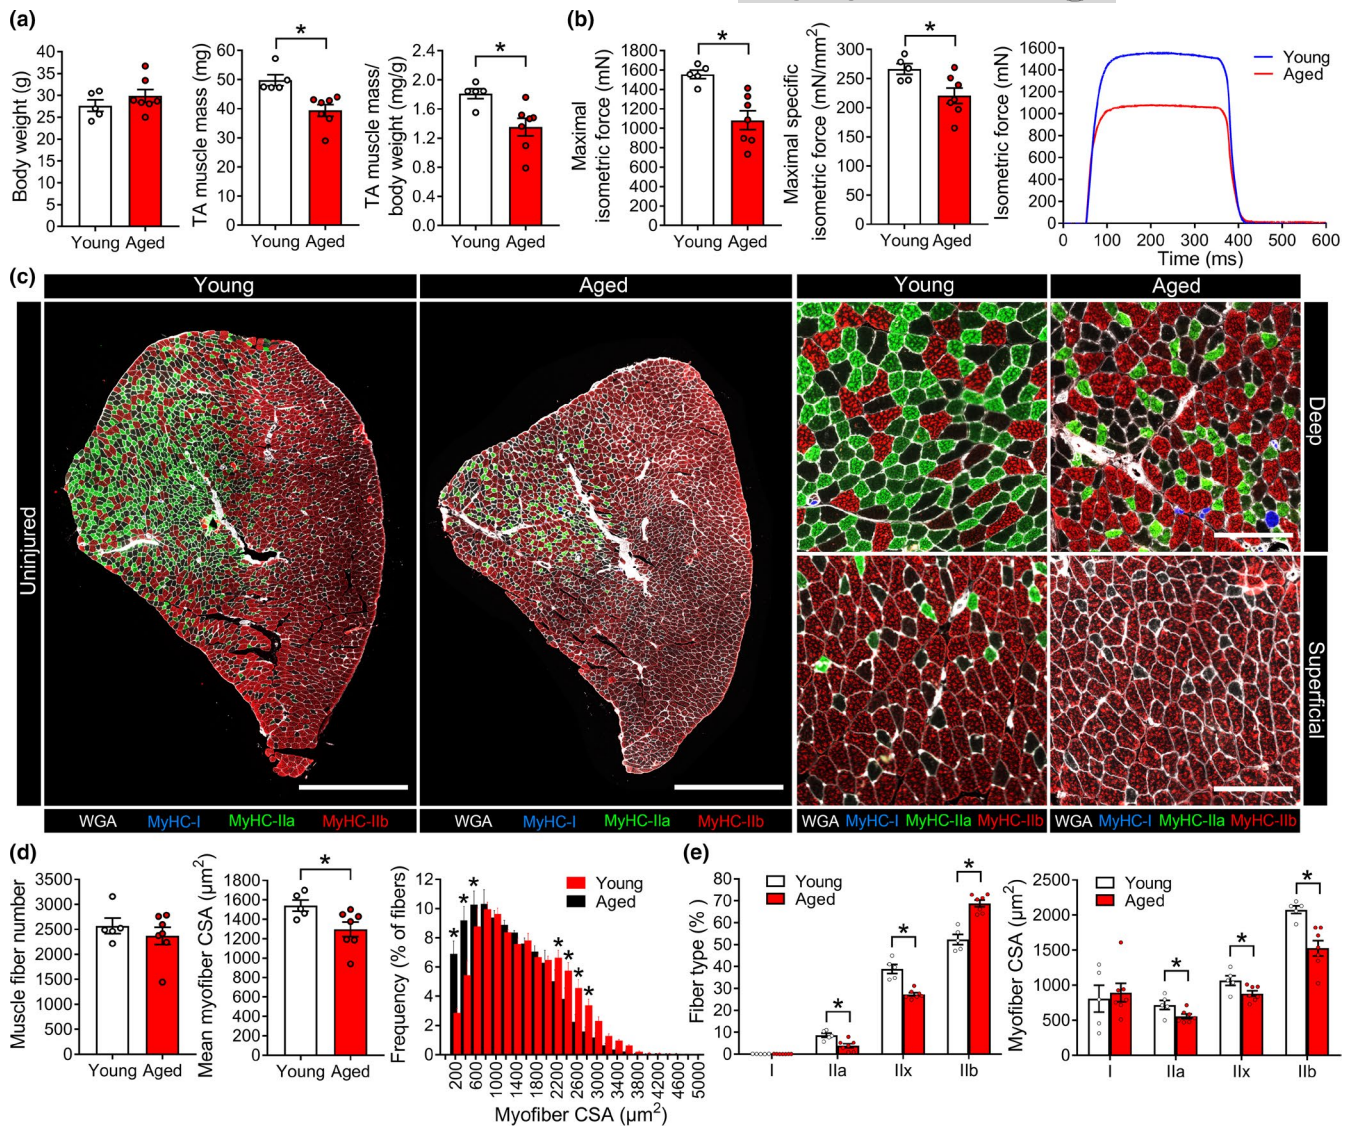 (a)
Body weight (g)
40
35
30
25
20
15
10
5
0
Young Aged
TA muscle mass (mg)
60
50
40
30
20
10
0
*
Young Aged
TA muscle mass/
body weight (mg/g)
2.4
1.8
1.2
0.6
0.0
*
Young Aged
(b)
Maximal
isometric force (mN)
1800
1600
1400
1200
1000
800
600
400
200
0
*
Young Aged
Maximal specific
isometric force (mN/mm²)
300
250
200
150
100
50
0
*
Young Aged
Isometric force (mN)
1600
1400
1200
1000
800
600
400
200
0
Young
Aged
0 100 200 300 400 500 600
Time (ms)
(c)
Young
Aged
Young
Aged
Uninjured
Deep
Superficial
WGA MyHC-I MyHC-IIa MyHC-IIb
WGA MyHC-I MyHC-IIa MyHC-IIb
WGA MyHC-I MyHC-IIa MyHC-IIb
WGA MyHC-I MyHC-IIa MyHC-IIb
(d)
Muscle fiber number
3500
3000
2500
2000
1500
1000
500
0
Young Aged
Mean myofiber CSA (µm²)
1800
1600
1400
1200
1000
800
600
400
200
0
*
Young Aged
Frequency (% of fibers)
12
10
8
6
4
2
0
Young
Aged
* * * * * * *
200 600 1000 1400 1800 2200 2600 3000 3400 3800 4200 4600 5000
Myofiber CSA (µm²)
(e)
Fiber type (%)
80
70
60
50
40
30
20
10
0
Young
Aged
* * *
I IIa IIx IIb
Myofiber CSA (µm²)
2500
2000
1500
1000
500
0
Young
Aged
* * *
I IIa IIx IIb